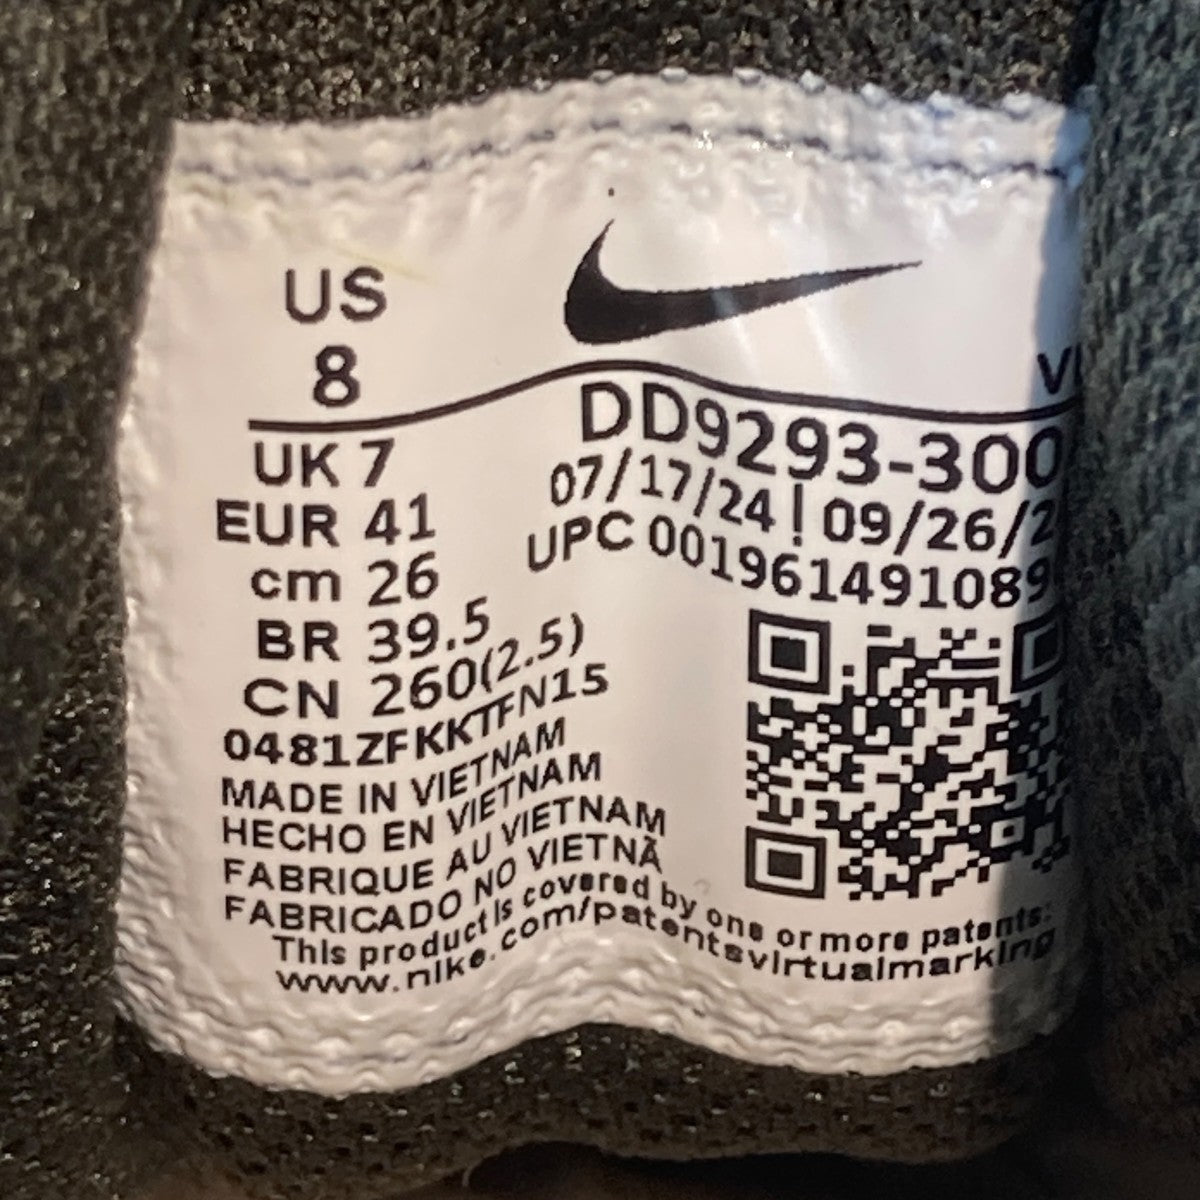 US
8
UK 7
EUR 41
cm 26
BR 39.5
CN 260(2.5)
0481ZFKKTFN15
MADE IN VIETNAM
HECHO EN VIETNAM
FABRIQUE AU VIETNAM
FABRICADO NO VIETNÃ
This product is covered by one or more patents:
www.nike.com/patentsvirtualmarking
DD9293-300
07/17/24 | 09/26/2
UPC 001961491089